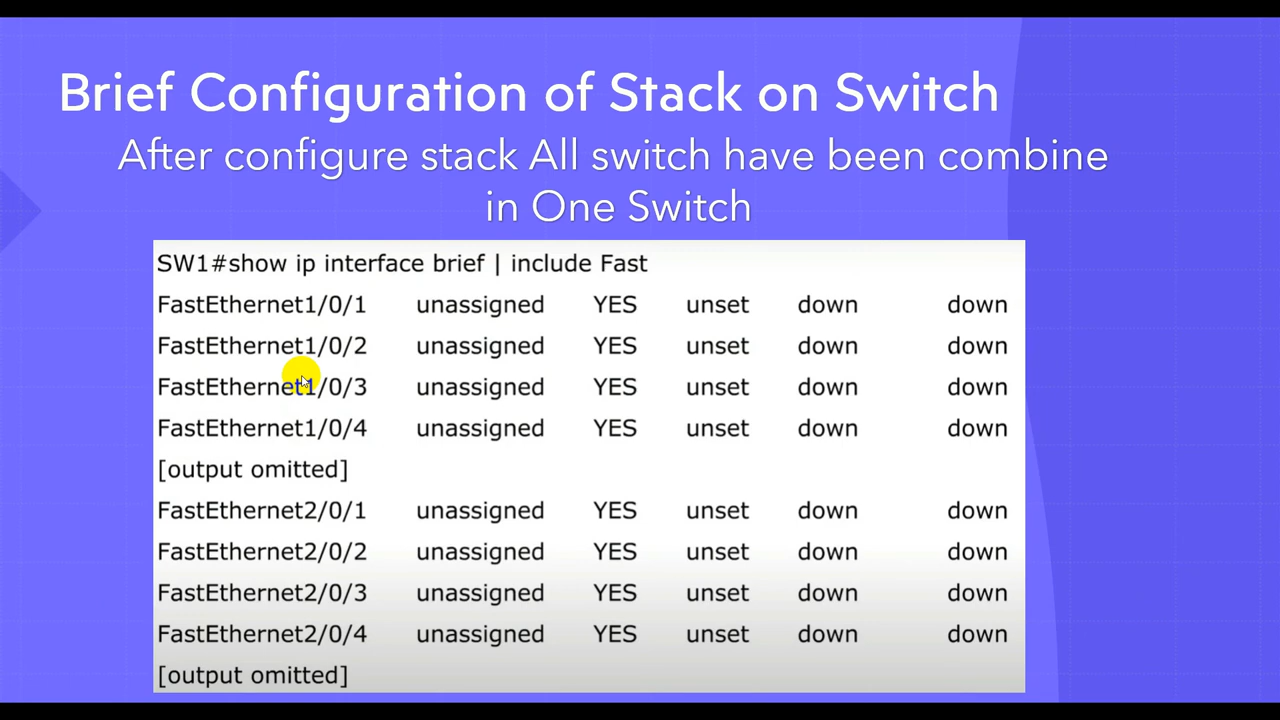 Brief Configuration of Stack on Switch
After configure stack All switch have been combine
in One Switch
SW1#show ip interface brief | include Fast
FastEthernet1/0/1 unassigned YES unset down down
FastEthernet1/0/2 unassigned YES unset down down
FastEthernet1/0/3 unassigned YES unset down down
FastEthernet1/0/4 unassigned YES unset down down
[output omitted]
FastEthernet2/0/1 unassigned YES unset down down
FastEthernet2/0/2 unassigned YES unset down down
FastEthernet2/0/3 unassigned YES unset down down
FastEthernet2/0/4 unassigned YES unset down down
[output omitted]